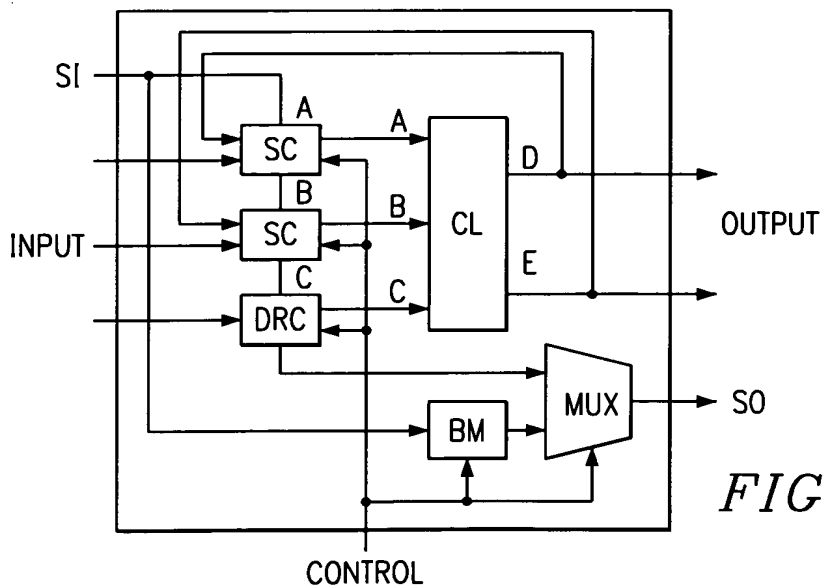 SI
A
SC
A
D
B
SC
B
CL
INPUT
OUTPUT
E
C
DRC
C
MUX
SO
BM
FIG
CONTROL